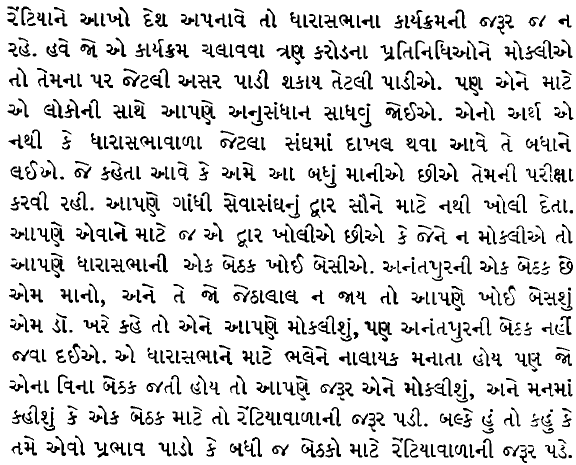 રેંટિયાને આખો દેશ અપનાવે તો ધારાસભાના કાર્યક્રમની જરૂર જ ન
રહે. હવે જો એ કાર્યક્રમ ચલાવવા ત્રણ કરોડના પ્રતિનિધિઓને મોકલીએ
તો તેમના પર જેટલી અસર પાડી શકાય તેટલી પાડીએ. પણ એને માટે
એ લોકોની સાથે આપણે અનુસંધાન સાધવું જોઈએ. એનો અર્થ એ
નથી કે ધારાસભાવાળા જેટલા સંઘમાં દાખલ થવા આવે તે બધાને
લઈએ. જે કહેતા આવે કે અમે આ બધું માનીએ છીએ તેમની પરીક્ષા
કરવી રહી. આપણે ગાંધી સેવાસંઘનું દ્વાર સૌને માટે નથી ખોલી દેતા.
આપણે એવાને માટે જ એ દ્વાર ખોલીએ છીએ કે જેને ન મોકલીએ તો
આપણે ધારાસભાની એક બેઠક ખોઈ બેસીએ. અનંતપુરની એક બેઠક છે
એમ માનો, અને તે જો જેઠાલાલ ન જાય તો આપણે ખોઈ બેસશું
એમ ડૉ. ખરે કહે તો એને આપણે મોકલીશું, પણ અનંતપુરની બેઠક નહીં
જવા દઈએ. એ ધારાસભાને માટે ભલેને નાલાયક મનાતા હોય પણ જો
એના વિના બેઠક જતી હોય તો આપણે જરૂર એને મોકલીશું, અને મનમાં
કહીશું કે એક બેઠક માટે તો રેંટિયાવાળાની જરૂર પડી. બલ્કે હું તો કહું કે
તમે એવો પ્રભાવ પાડો કે બધી જ બેઠકો માટે રેંટિયાવાળાની જરૂર પડે.